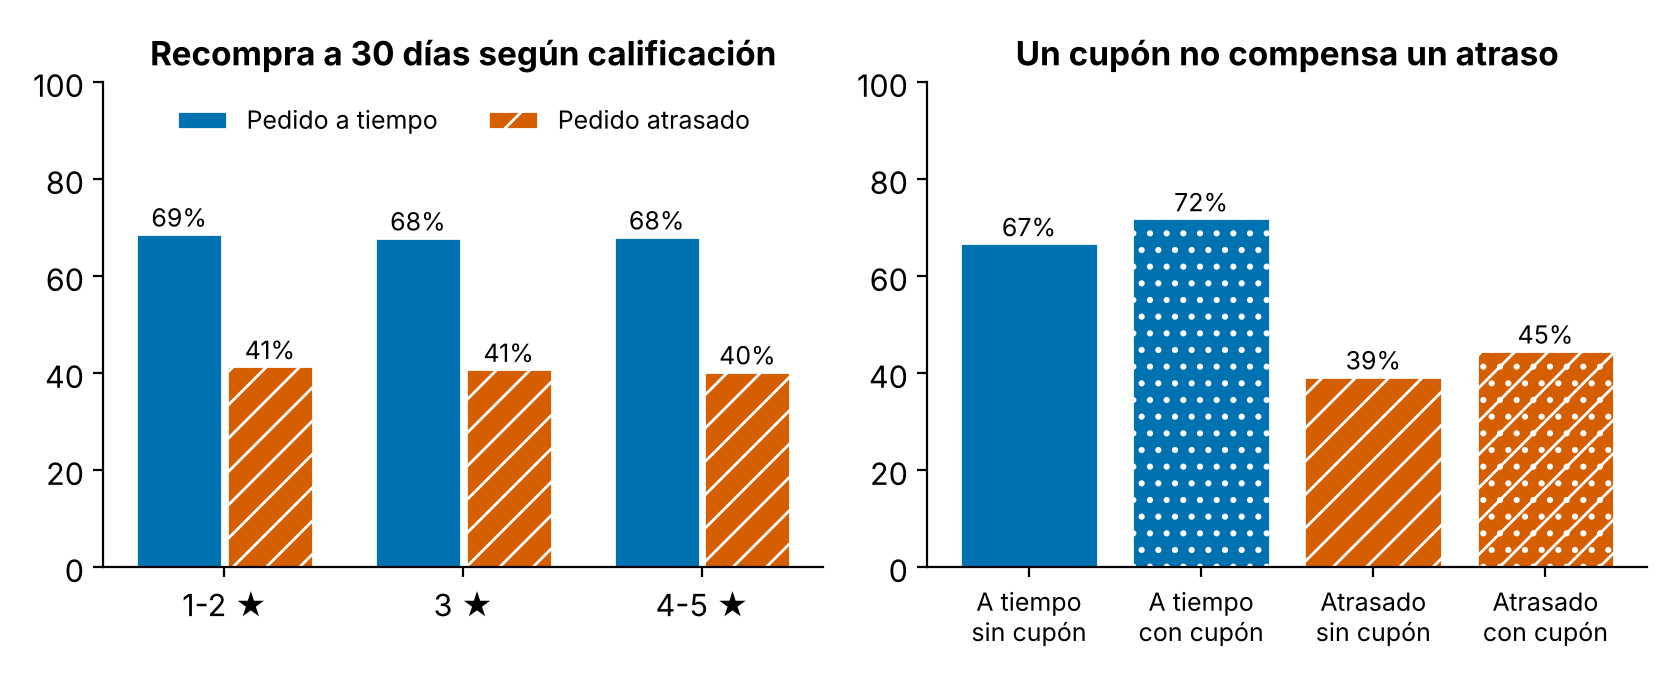 Recompra a 30 días según calificación
100
80
60
40
20
0
Pedido a tiempo
Pedido atrasado
69%
41%
68%
41%
68%
40%
1-2 ★
3 ★
4-5 ★
Un cupón no compensa un atraso
100
80
60
40
20
0
67%
72%
39%
45%
A tiempo
sin cupón
A tiempo
con cupón
Atrasado
sin cupón
Atrasado
con cupón